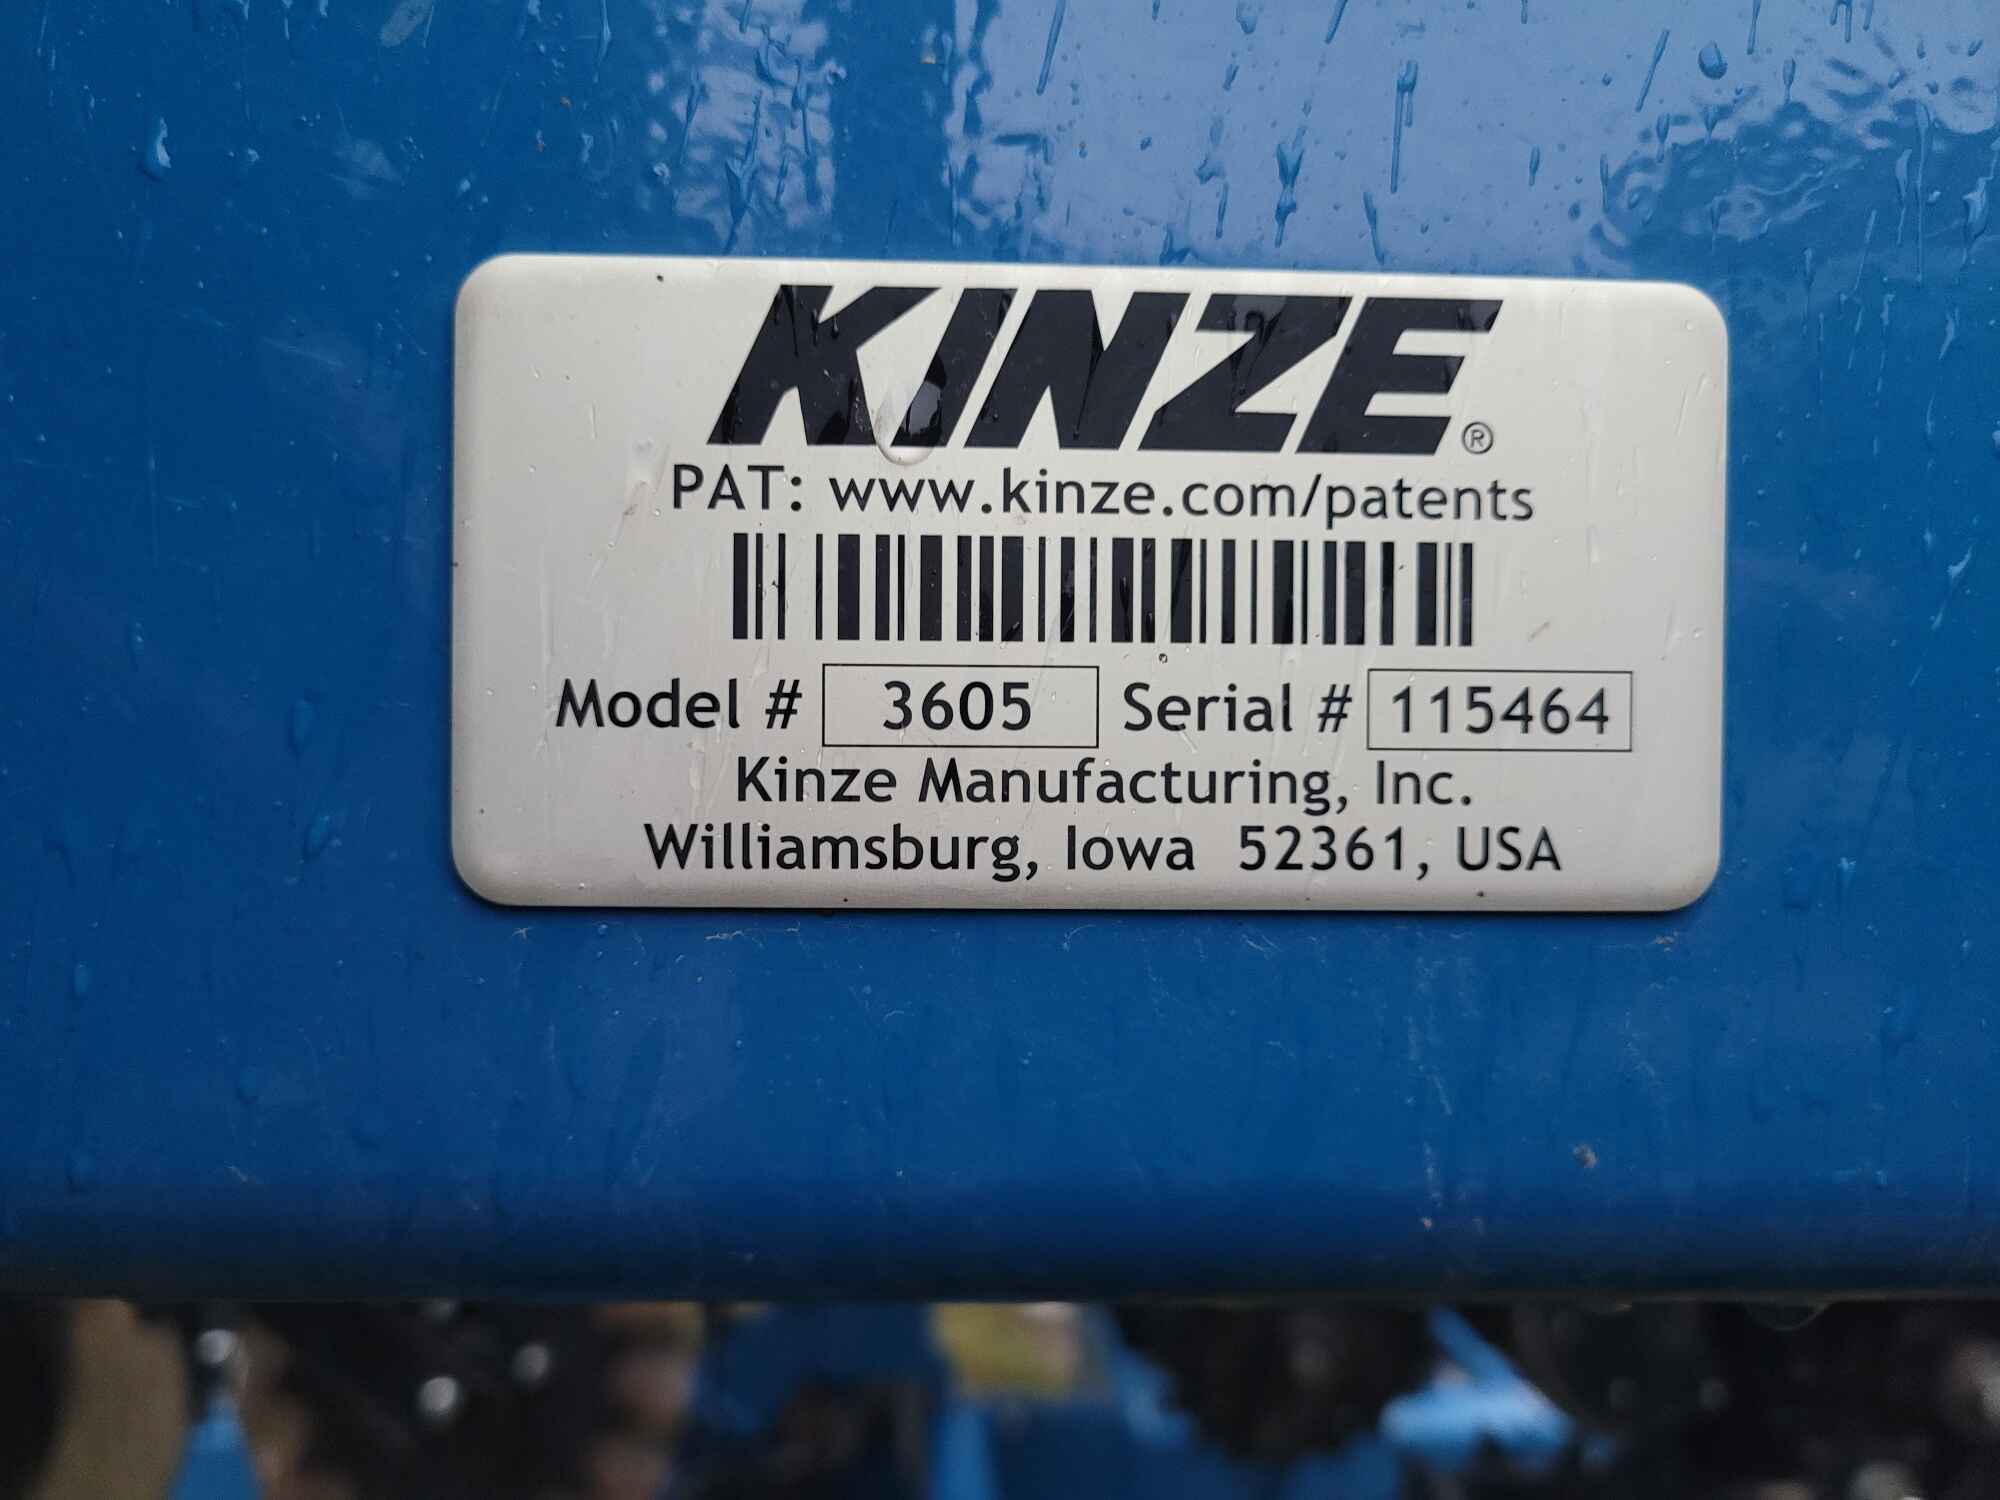 KINZE®
PAT: www.kinze.com/patents
Model # 3605 Serial # 115464
Kinze Manufacturing, Inc.
Williamsburg, Iowa 52361, USA